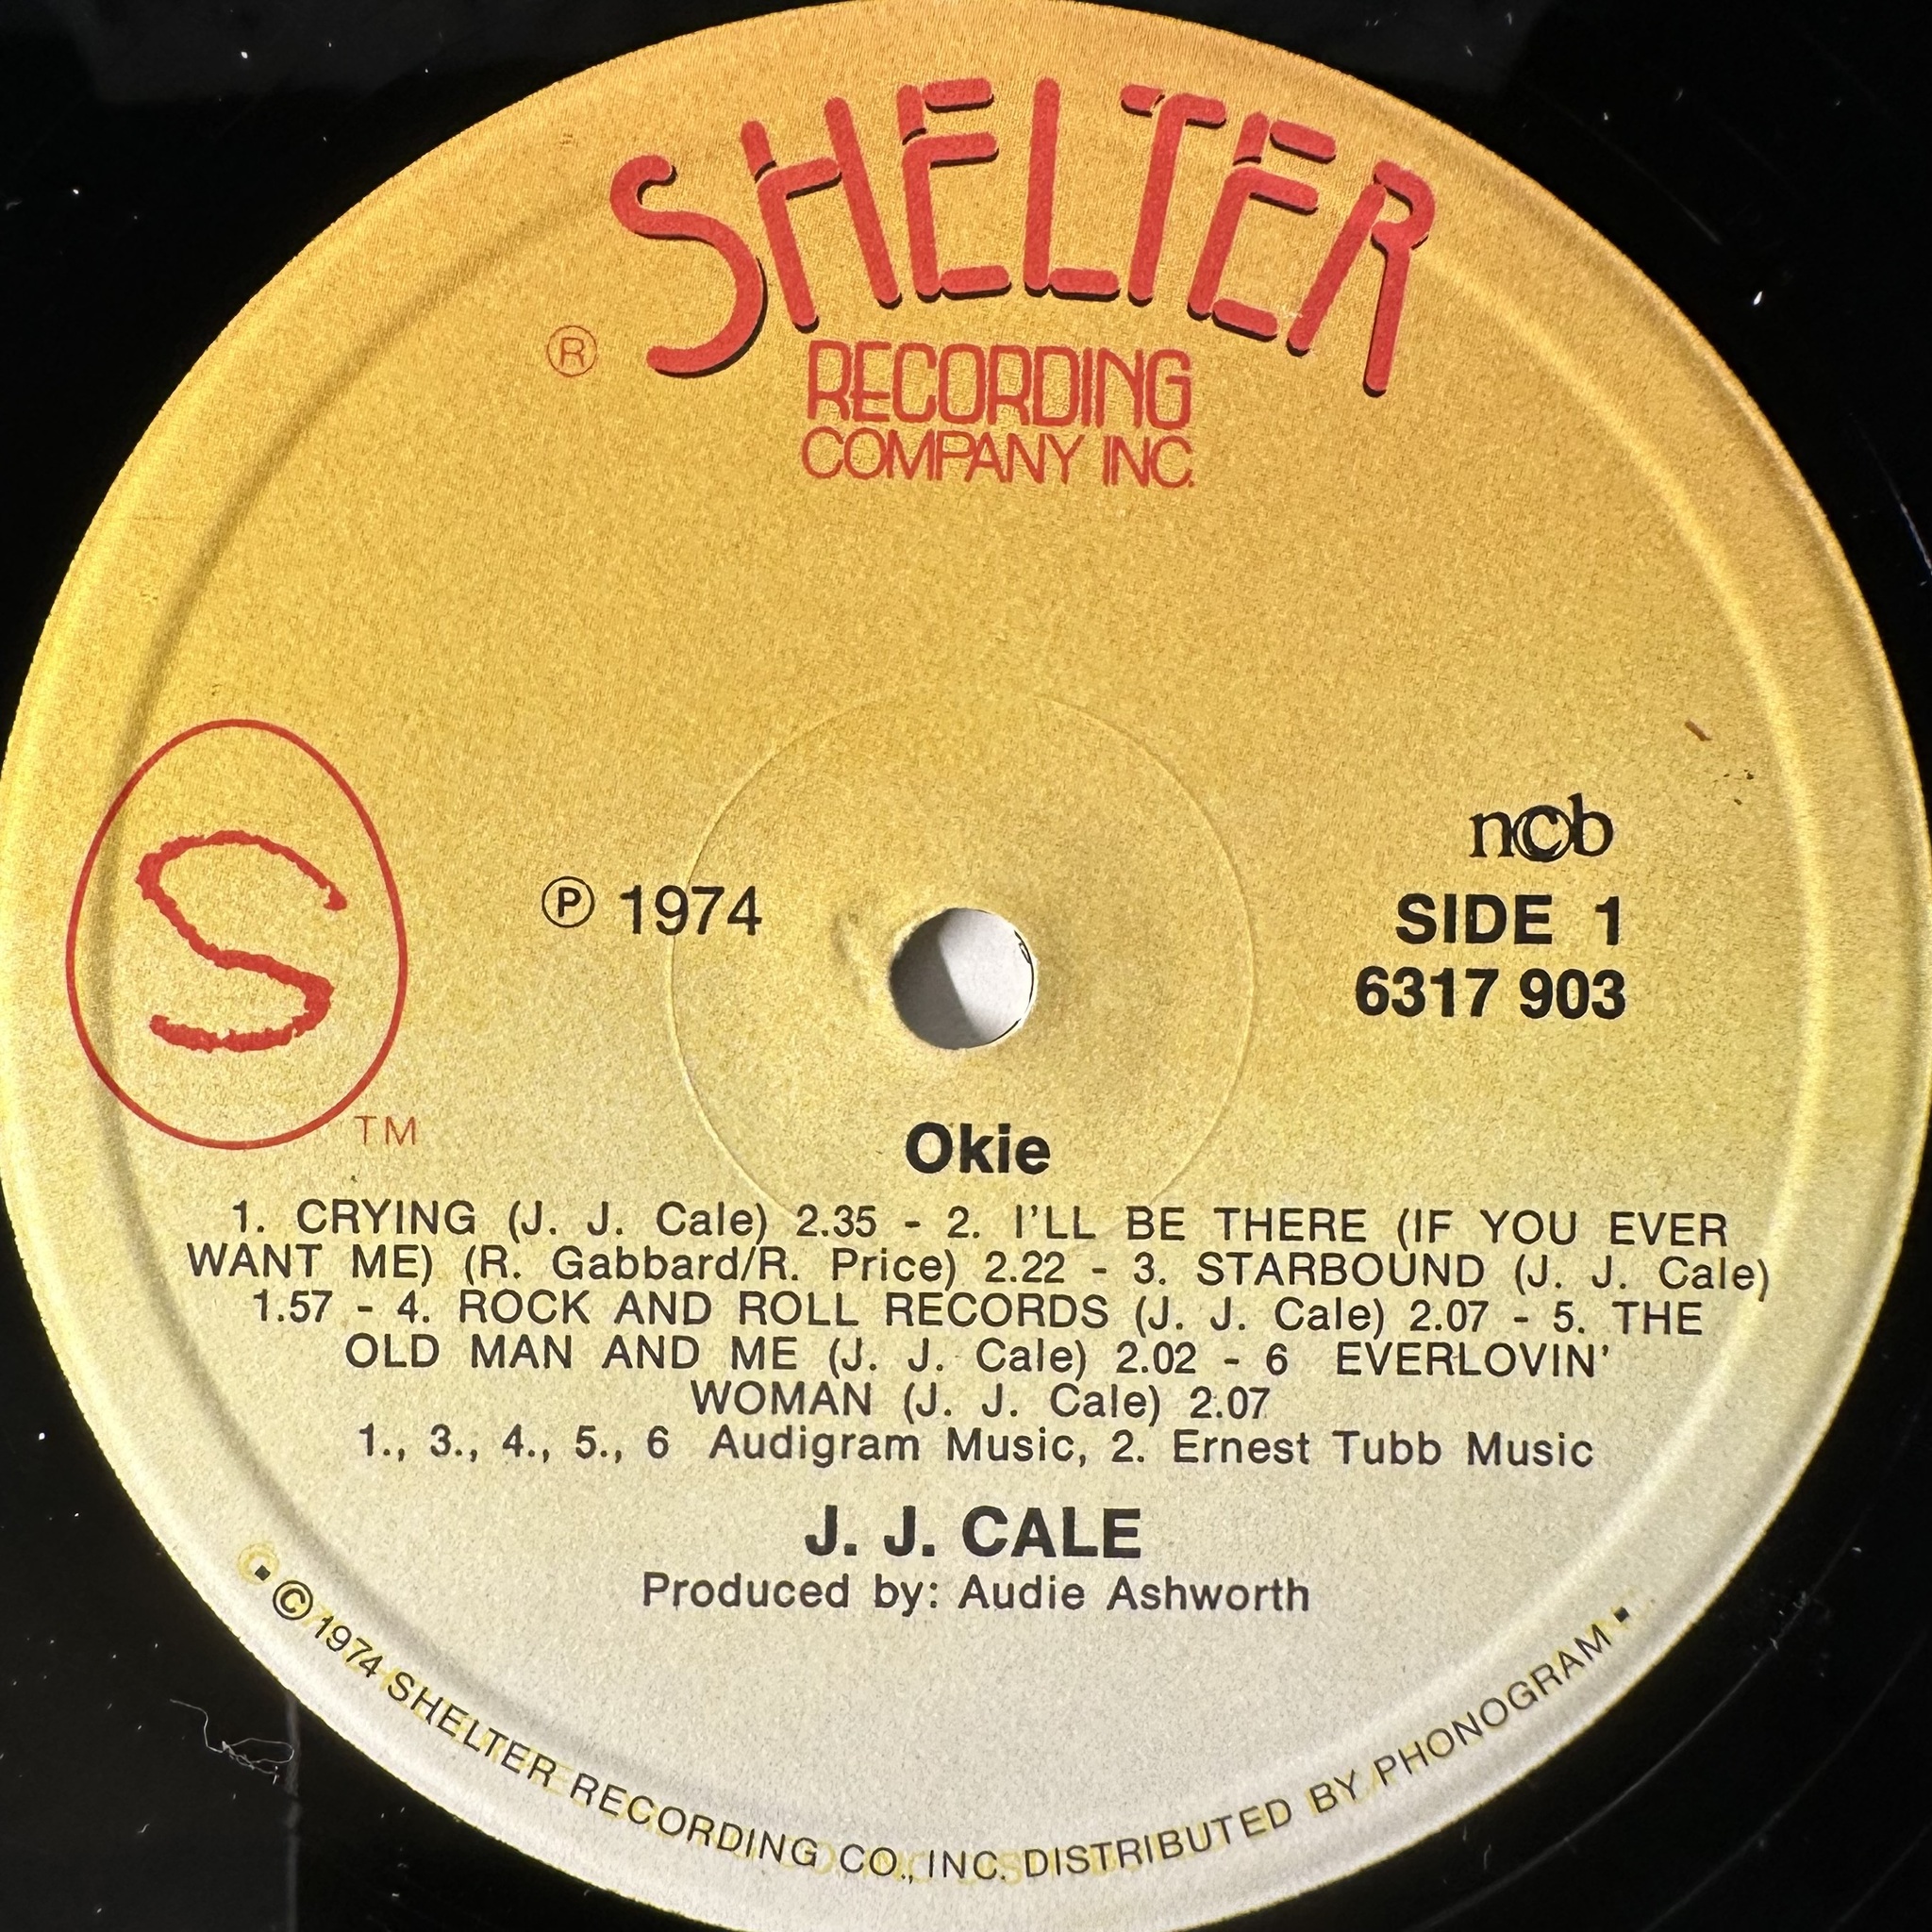 SHELTER
®
RECORDING
COMPANY INC.
S
TM
℗ 1974
ncb
SIDE 1
6317 903
Okie
1. CRYING (J. J. Cale) 2.35 - 2. I'LL BE THERE (IF YOU EVER
WANT ME) (R. Gabbard/R. Price) 2.22 - 3. STARBOUND (J. J. Cale)
1.57 - 4. ROCK AND ROLL RECORDS (J. J. Cale) 2.07 - 5. THE
OLD MAN AND ME (J. J. Cale) 2.02 - 6 EVERLOVIN'
WOMAN (J. J. Cale) 2.07
1., 3., 4., 5., 6 Audigram Music, 2. Ernest Tubb Music
J. J. CALE
Produced by: Audie Ashworth
• © 1974 SHELTER RECORDING CO., INC. DISTRIBUTED BY PHONOGRAM •